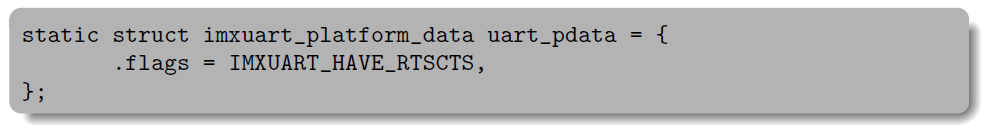 static struct imxuart_platform_data uart_pdata = {
      .flags = IMXUART_HAVE_RTSCTS,
};